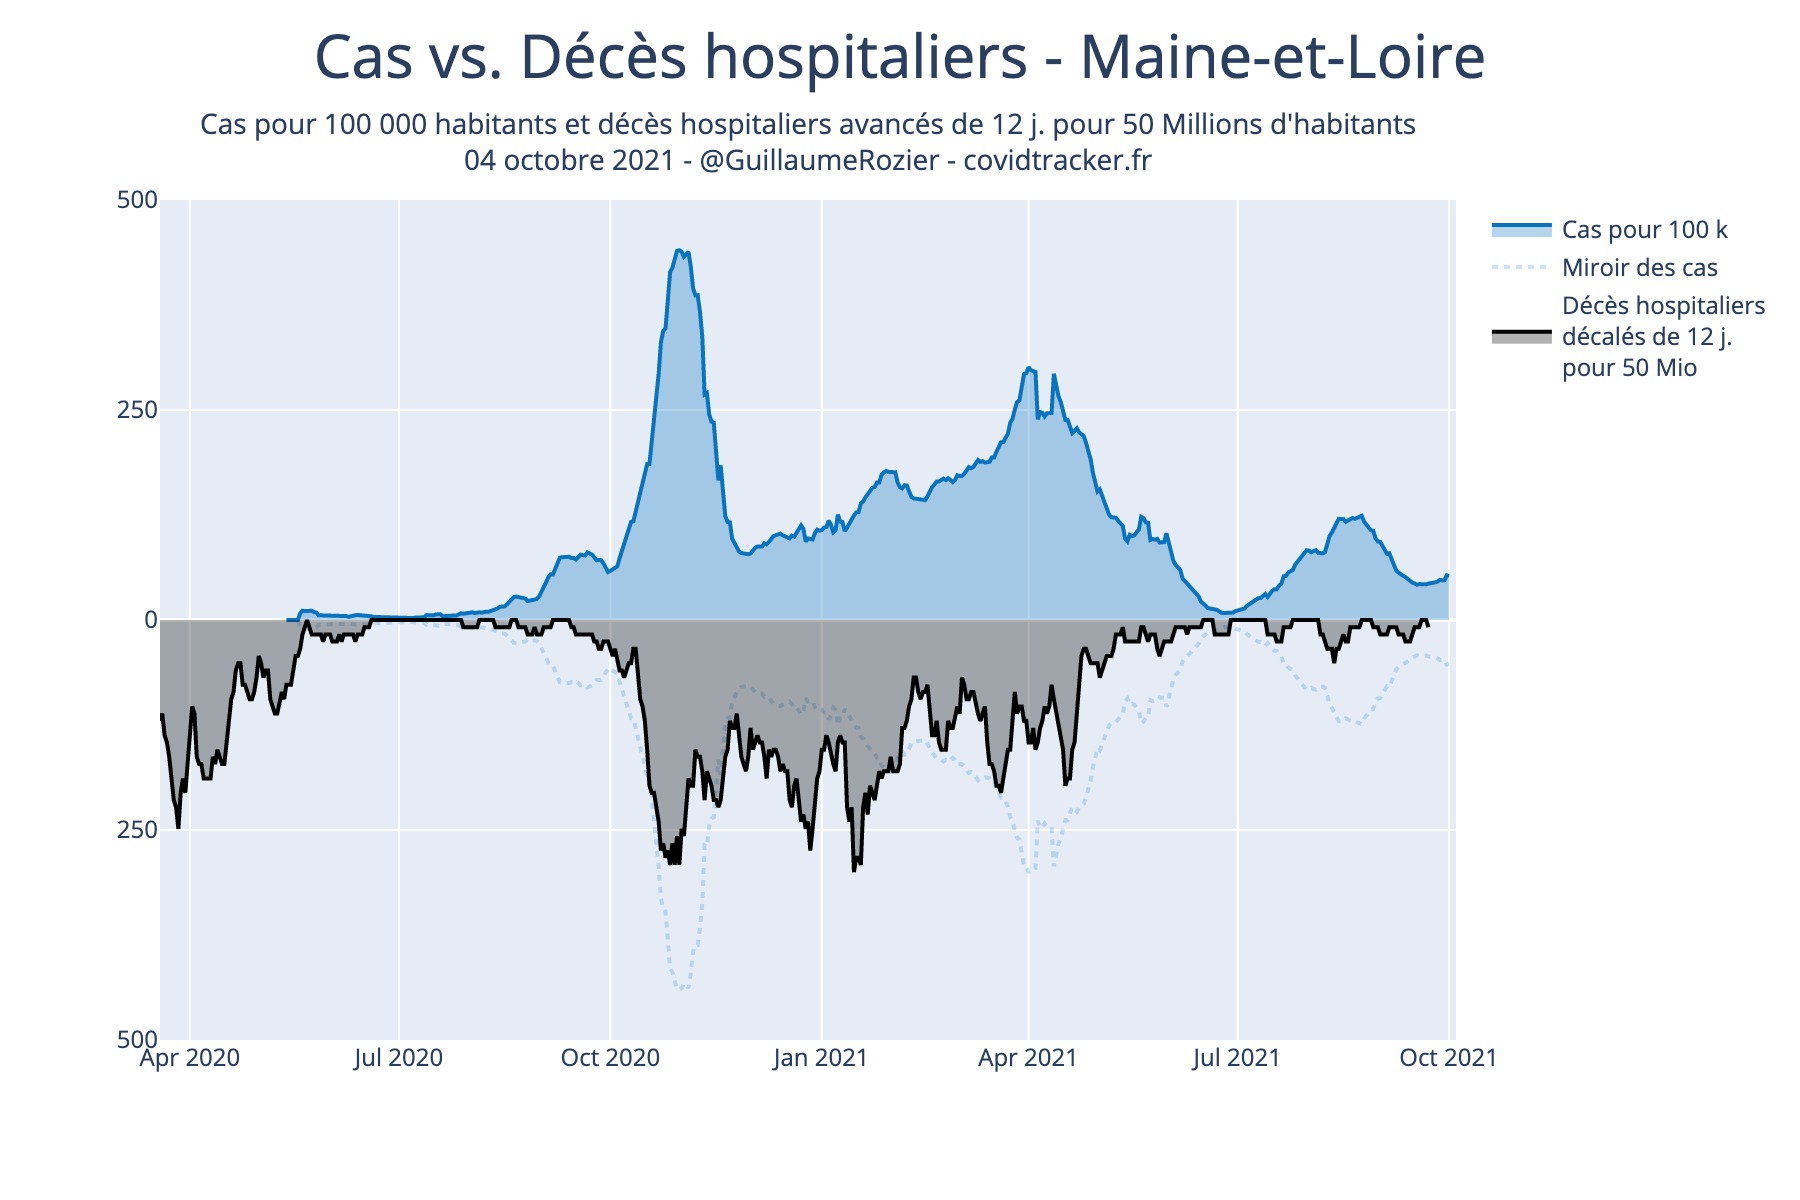 Cas vs. Décès hospitaliers - Maine-et-Loire
Cas pour 100 000 habitants et décès hospitaliers avancés de 12 j. pour 50 Millions d'habitants
04 octobre 2021 - @GuillaumeRozier - covidtracker.fr
500
250
0
250
500
Apr 2020
Jul 2020
Oct 2020
Jan 2021
Apr 2021
Jul 2021
Oct 2021
Cas pour 100 k
Miroir des cas
Décès hospitaliers
décalés de 12 j.
pour 50 Mio